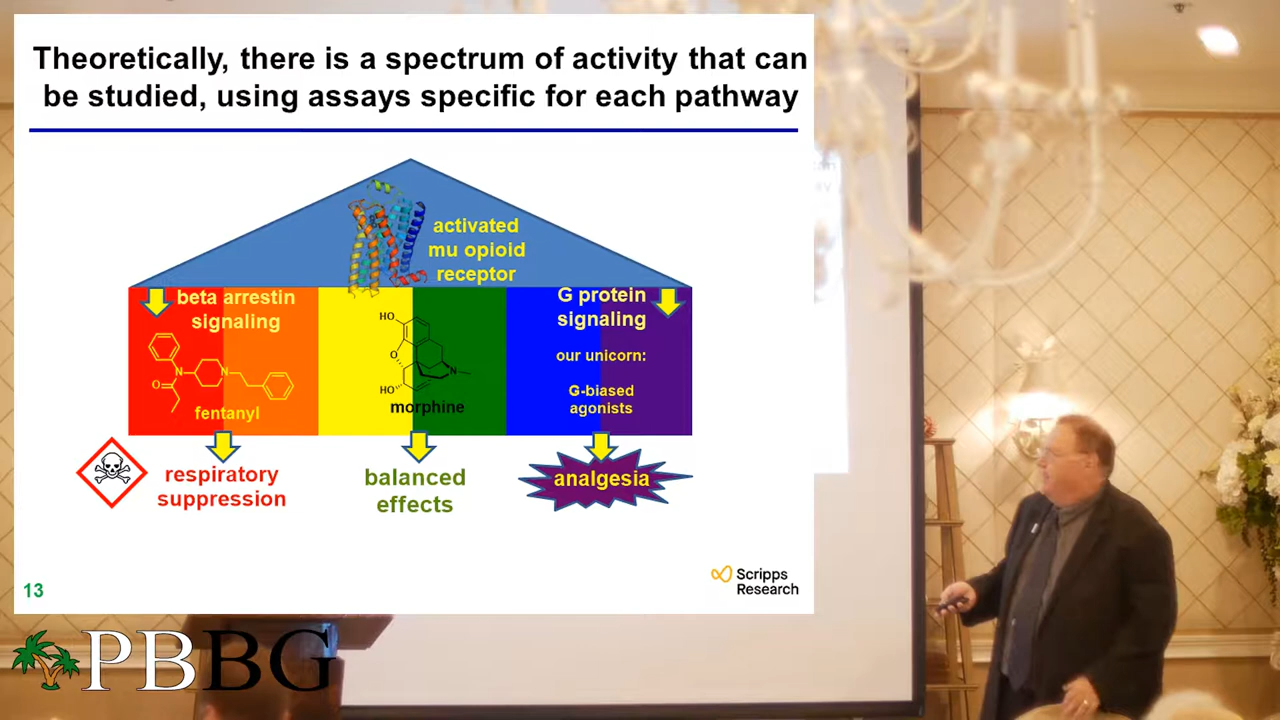 Theoretically, there is a spectrum of activity that can
be studied, using assays specific for each pathway
activated
mu opioid
receptor
beta arrestin
signaling
G protein
signaling
our unicorn:
G-biased
agonists
HO
O
N
HO
morphine
N
O
N
fentanyl
respiratory
suppression
balanced
effects
analgesia
13
Scripps
Research
PBBG